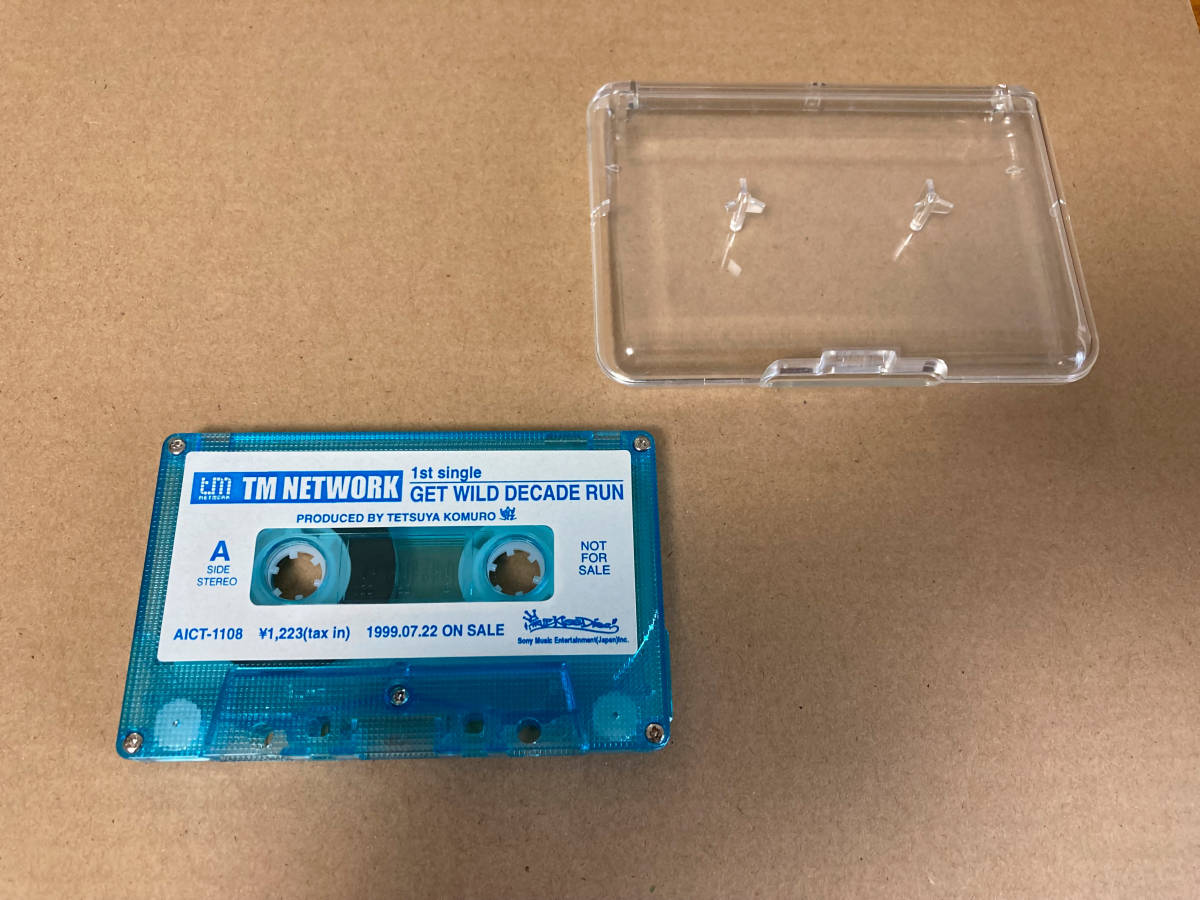 tm NETWORK TM NETWORK
1st single
GET WILD DECADE RUN
PRODUCED BY TETSUYA KOMURO
A
SIDE
STEREO
NOT
FOR
SALE
AICT-1108 ¥1,223(tax in) 1999.07.22 ON SALE
Sony Music Entertainment(Japan)Inc.